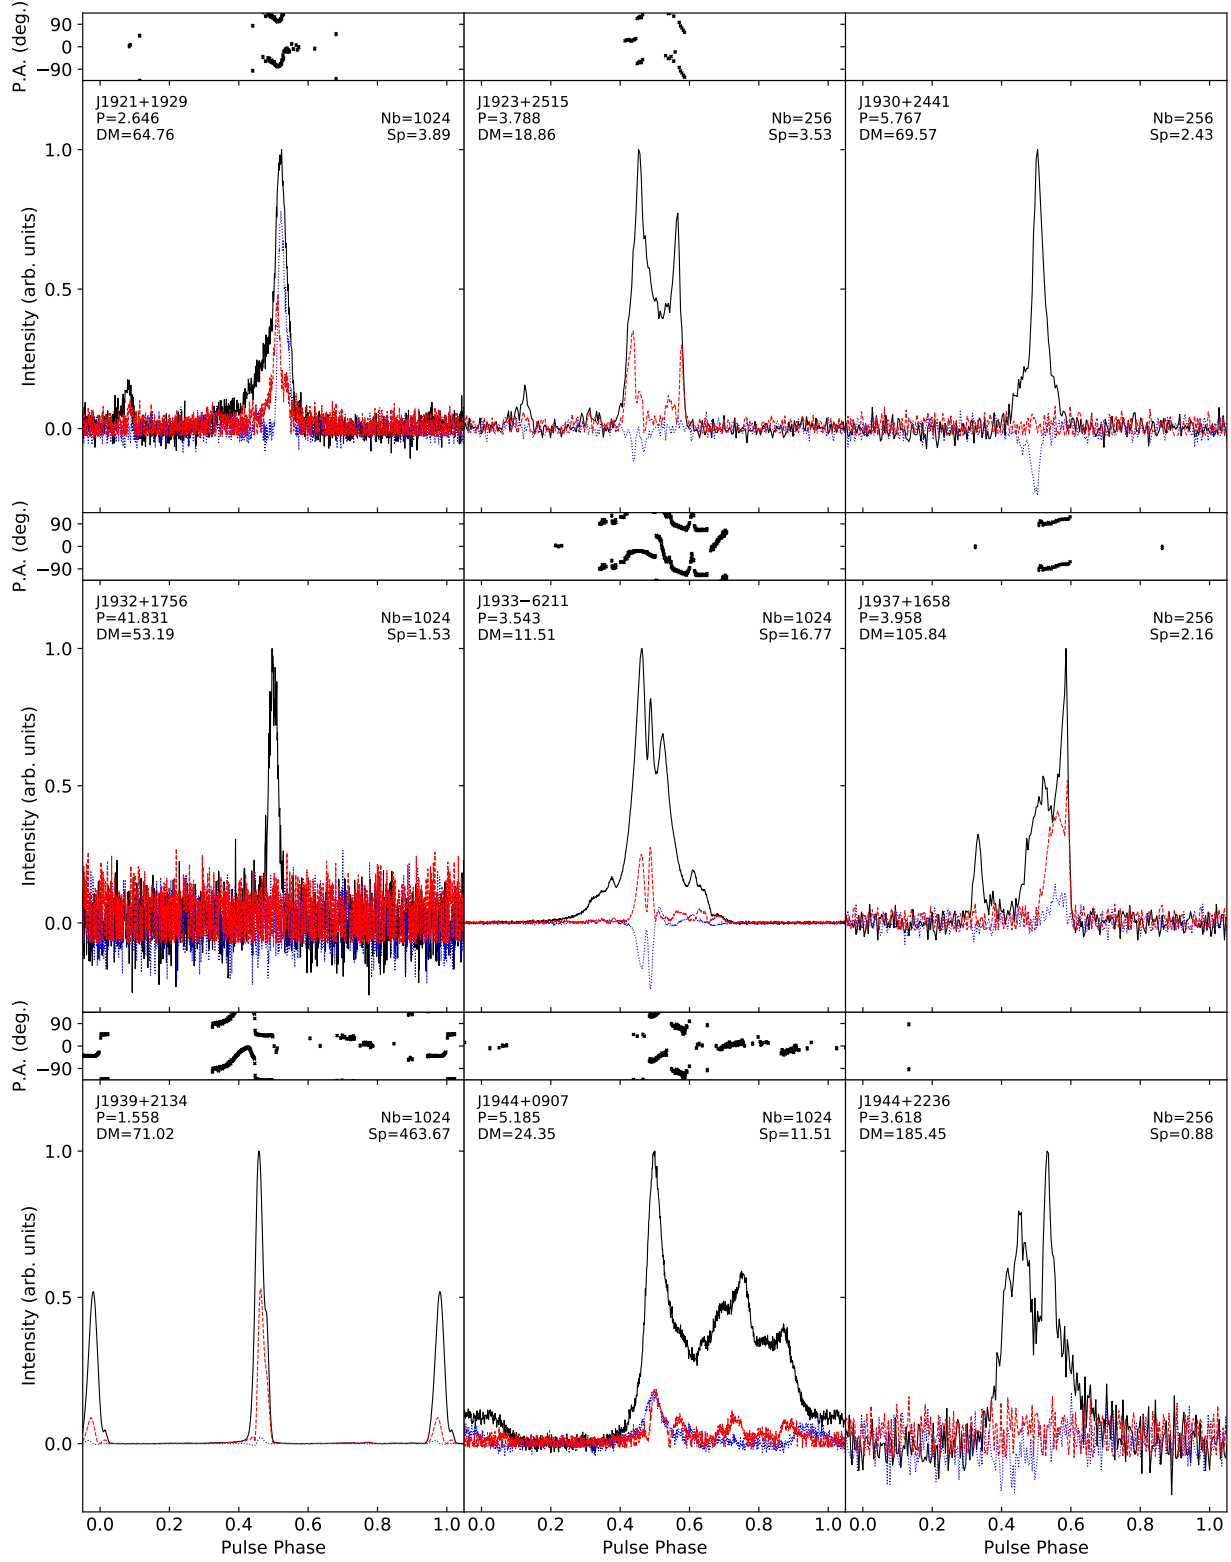 P.A. (deg.)
90
0
−90
J1921+1929
P=2.646
DM=64.76
Nb=1024
Sp=3.89
J1923+2515
P=3.788
DM=18.86
Nb=256
Sp=3.53
J1930+2441
P=5.767
DM=69.57
Nb=256
Sp=2.43
Intensity (arb. units)
1.0
0.5
0.0
P.A. (deg.)
90
0
−90
J1932+1756
P=41.831
DM=53.19
Nb=1024
Sp=1.53
J1933−6211
P=3.543
DM=11.51
Nb=1024
Sp=16.77
J1937+1658
P=3.958
DM=105.84
Nb=256
Sp=2.16
Intensity (arb. units)
1.0
0.5
0.0
P.A. (deg.)
90
0
−90
J1939+2134
P=1.558
DM=71.02
Nb=1024
Sp=463.67
J1944+0907
P=5.185
DM=24.35
Nb=1024
Sp=11.51
J1944+2236
P=3.618
DM=185.45
Nb=256
Sp=0.88
Intensity (arb. units)
1.0
0.5
0.0
0.0 0.2 0.4 0.6 0.8 1.0
0.0 0.2 0.4 0.6 0.8 1.0
0.0 0.2 0.4 0.6 0.8 1.0
Pulse Phase
Pulse Phase
Pulse Phase